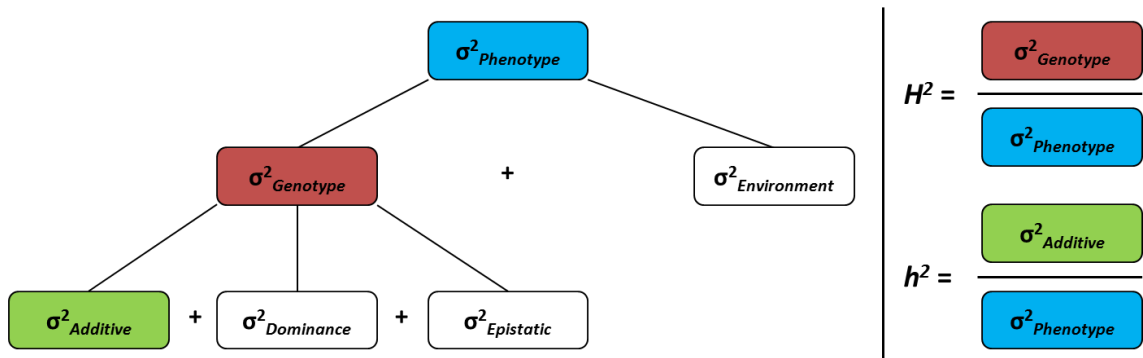 σ²Phenotype
σ²Genotype + σ²Environment
σ²Additive + σ²Dominance + σ²Epistatic
H² =
σ²Genotype
σ²Phenotype
h² =
σ²Additive
σ²Phenotype